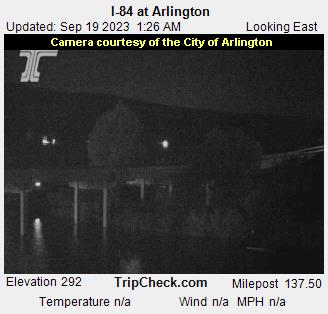 I-84 at Arlington
Updated: Sep 19 2023 1:26 AM Looking East
Camera courtesy of the City of Arlington
Elevation 292 TripCheck.com Milepost 137.50
Temperature n/a Wind n/a MPH n/a